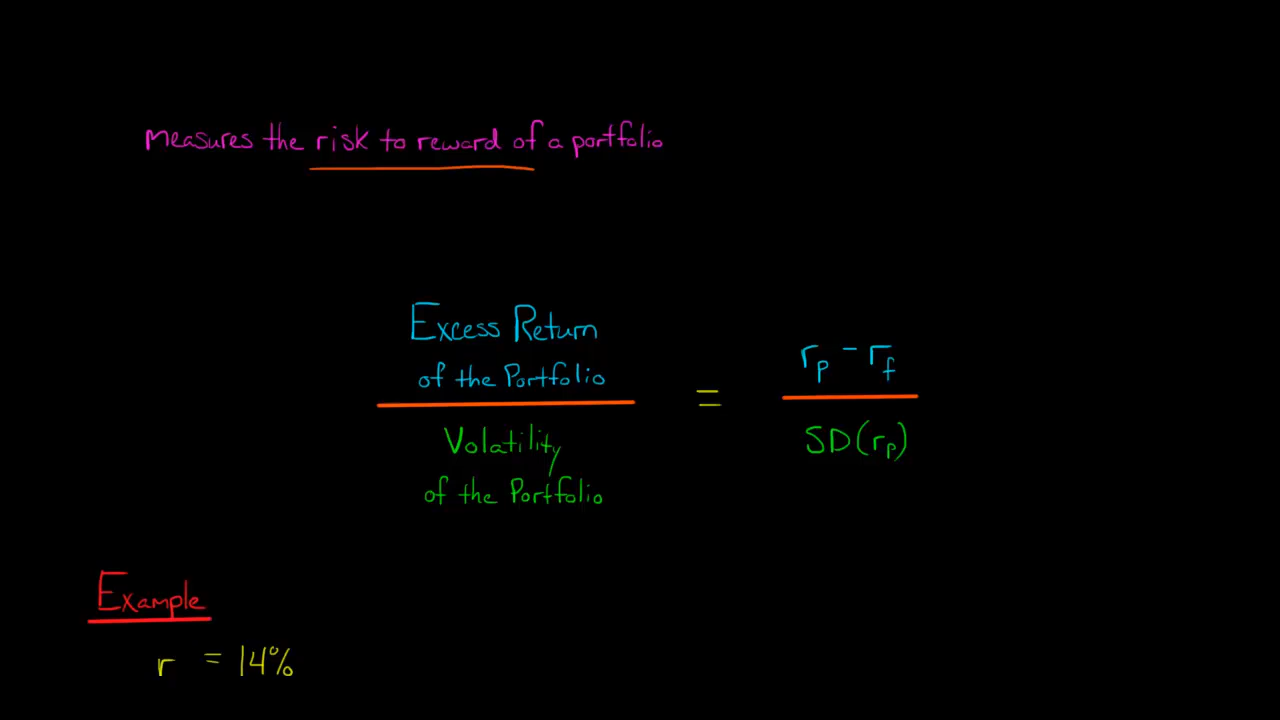 Measures the risk to reward of a portfolio
Excess Return
of the Portfolio
Volatility
of the Portfolio
=
rp - rf
SD(rp)
Example
r = 14%